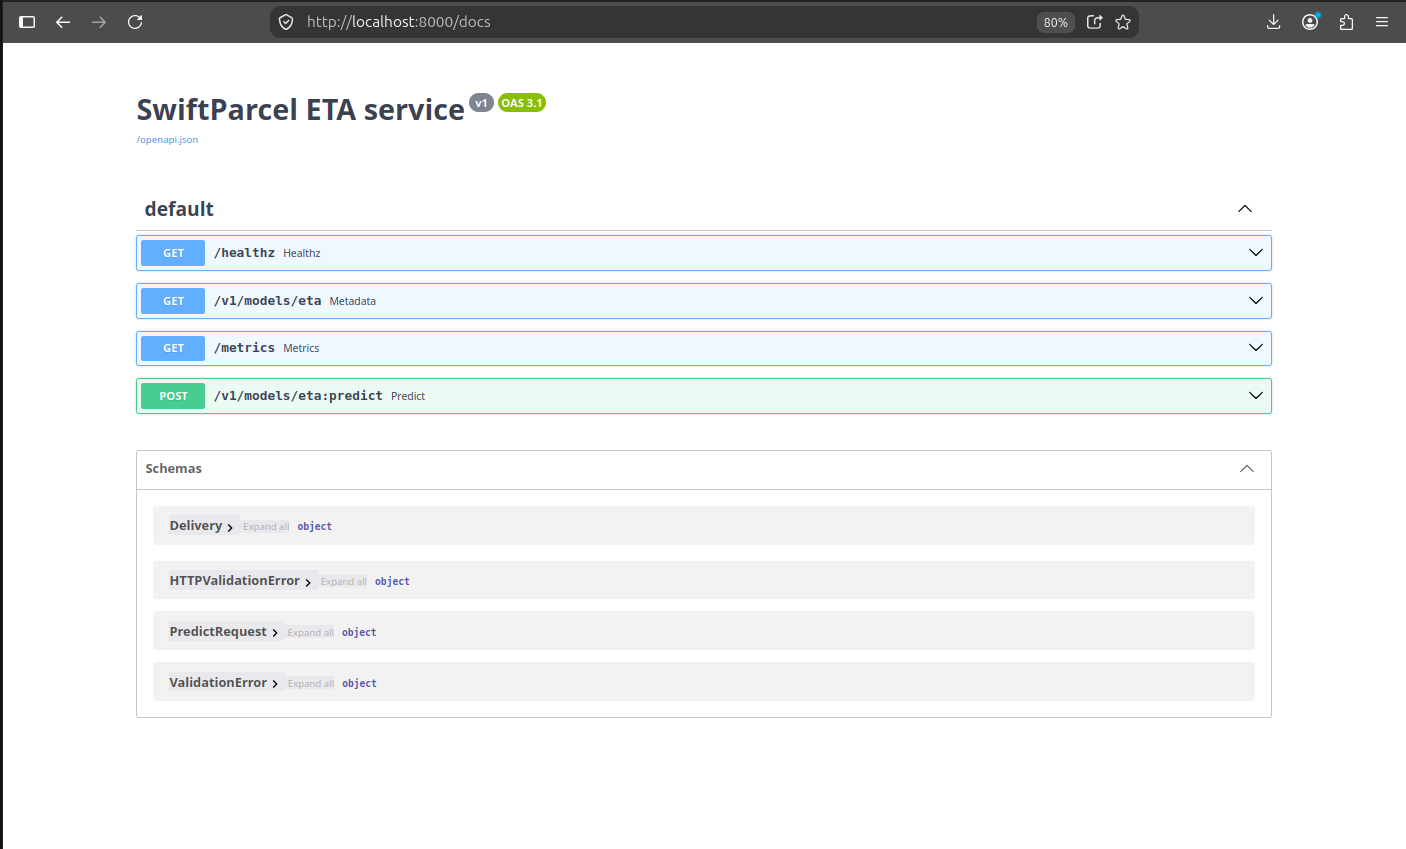 http://localhost:8000/docs 80%
SwiftParcel ETA service v1 OAS 3.1
/openapi.json
default
GET /healthz Healthz
GET /v1/models/eta Metadata
GET /metrics Metrics
POST /v1/models/eta:predict Predict
Schemas
Delivery Expand all object
HTTPValidationError Expand all object
PredictRequest Expand all object
ValidationError Expand all object